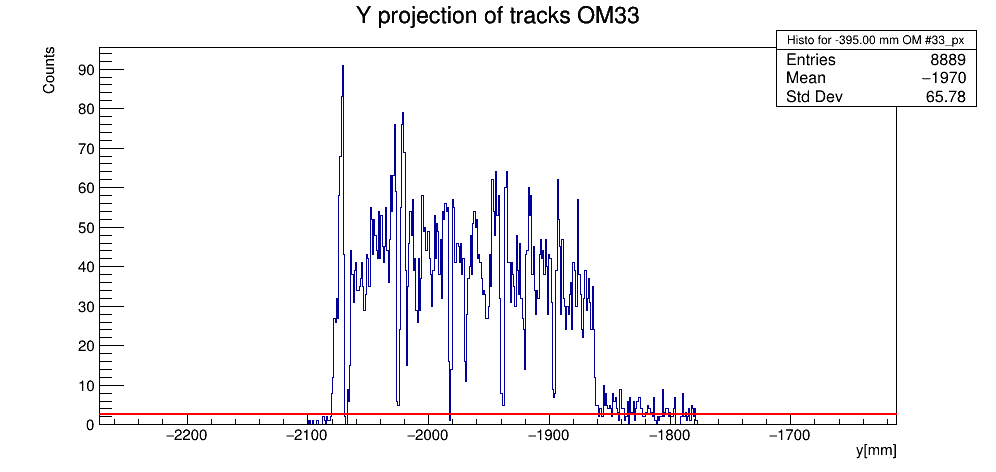 Y projection of tracks OM33
Histo for -395.00 mm OM #33_px
Entries 8889
Mean −1970
Std Dev 65.78
Counts
90
80
70
60
50
40
30
20
10
0
−2200 −2100 −2000 −1900 −1800 −1700
y[mm]